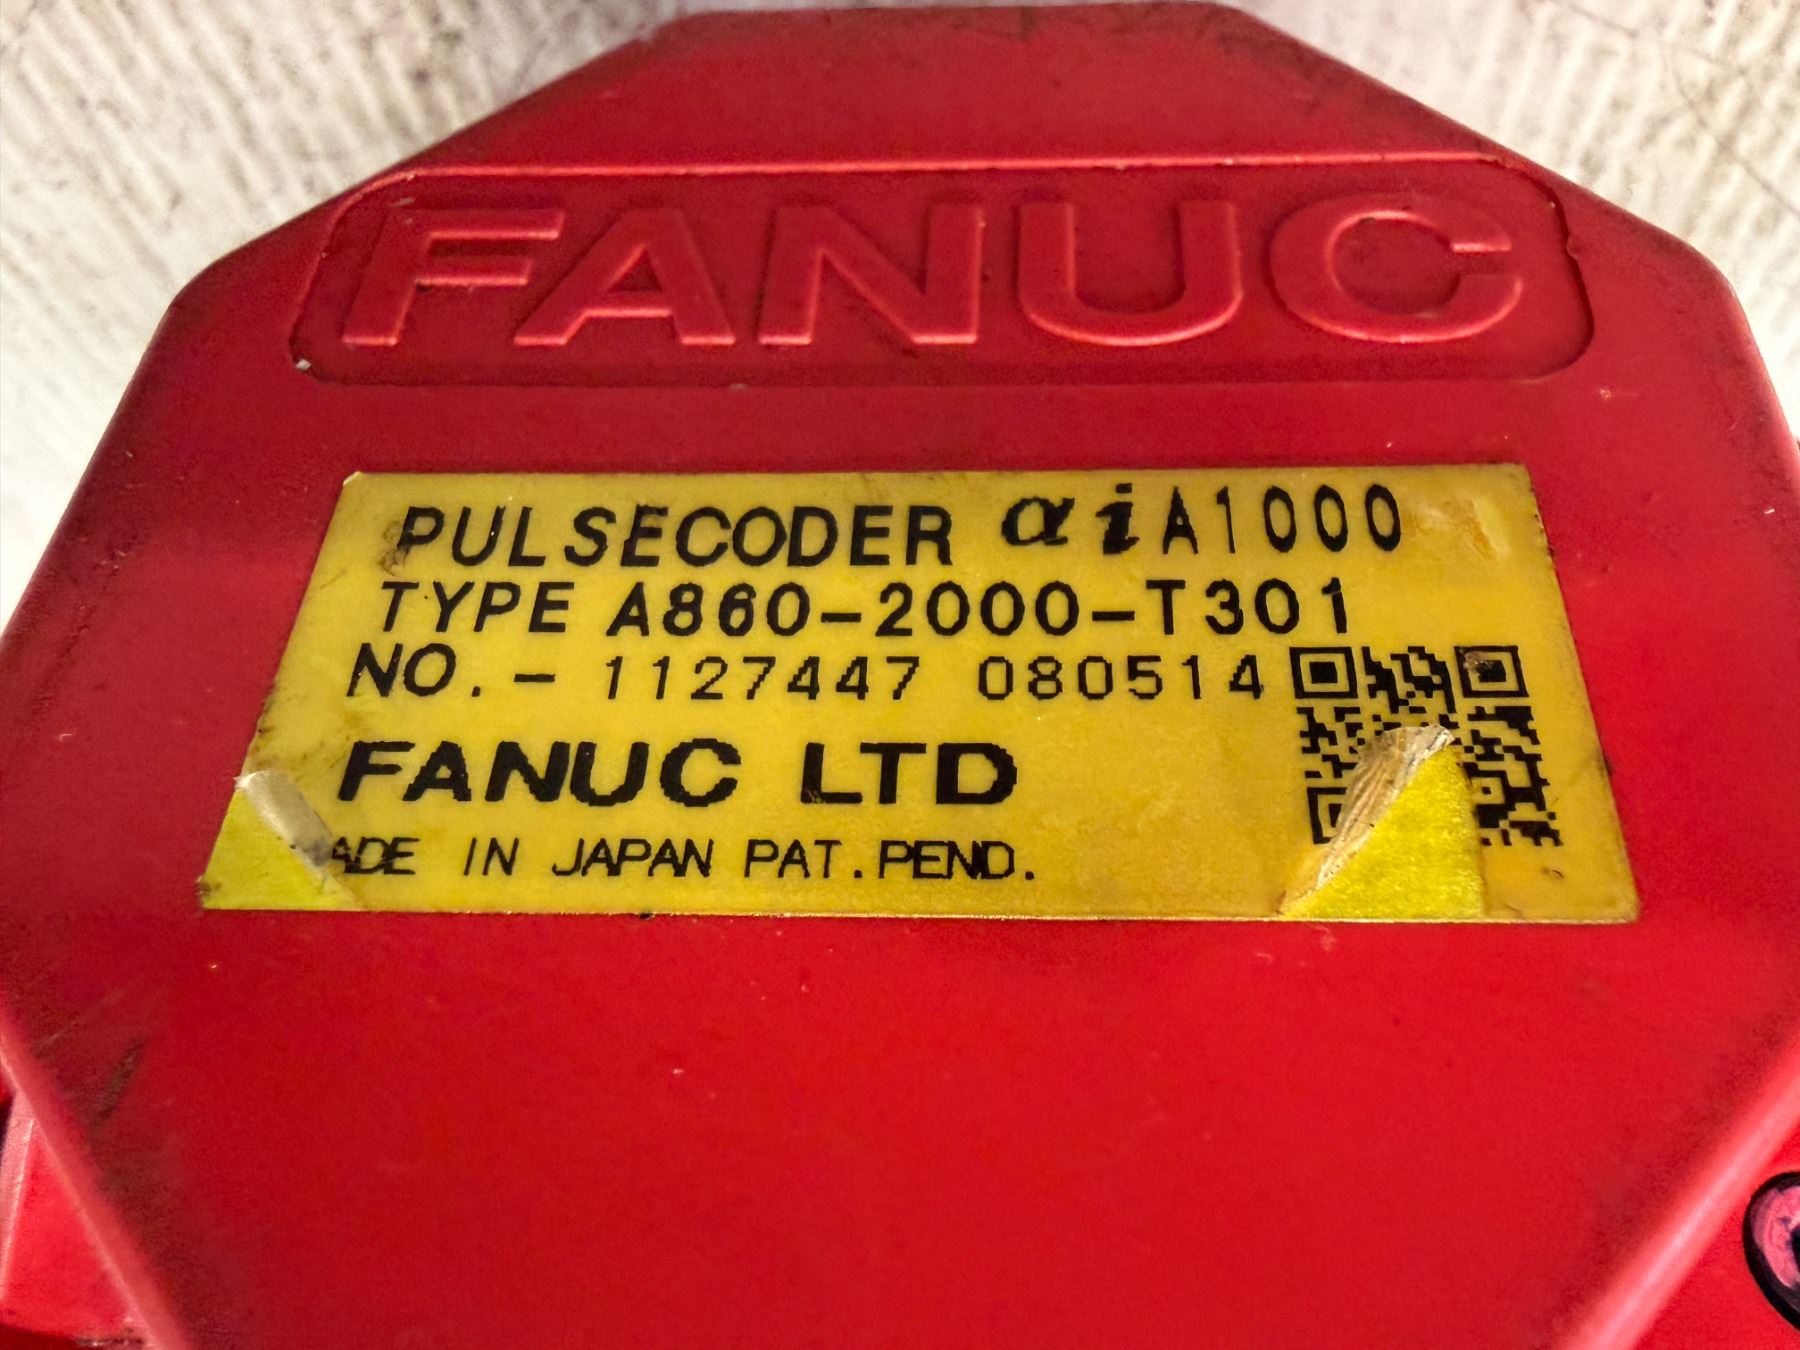 FANUC
PULSECODER αiA1000
TYPE A860-2000-T301
NO.- 1127447 080514
FANUC LTD
ADE IN JAPAN PAT.PEND.